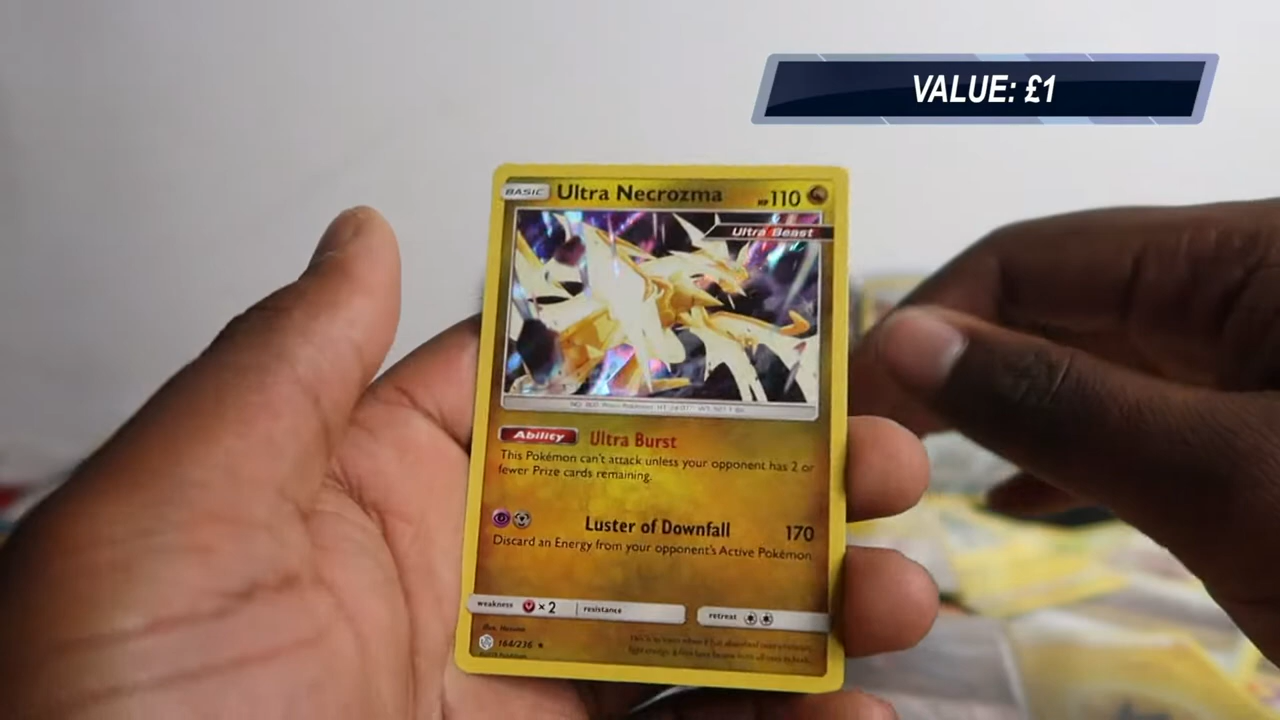 VALUE: £1
BASIC Ultra Necrozma HP 110
Ultra Beast
Ability Ultra Burst
This Pokémon can't attack unless your opponent has 2 or
fewer Prize cards remaining.
Luster of Downfall 170
Discard an Energy from your opponent's Active Pokémon
weakness × 2 resistance retreat
164/236